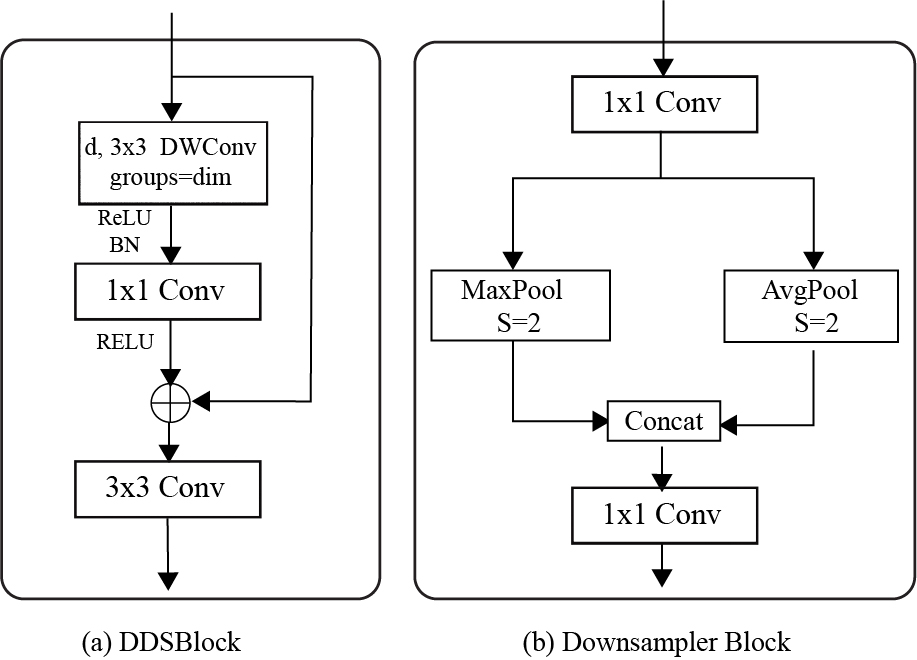 d, 3x3 DWConv
groups=dim
ReLU
BN
1x1 Conv
RELU
3x3 Conv
(a) DDSBlock
1x1 Conv
MaxPool
S=2
AvgPool
S=2
Concat
1x1 Conv
(b) Downsampler Block